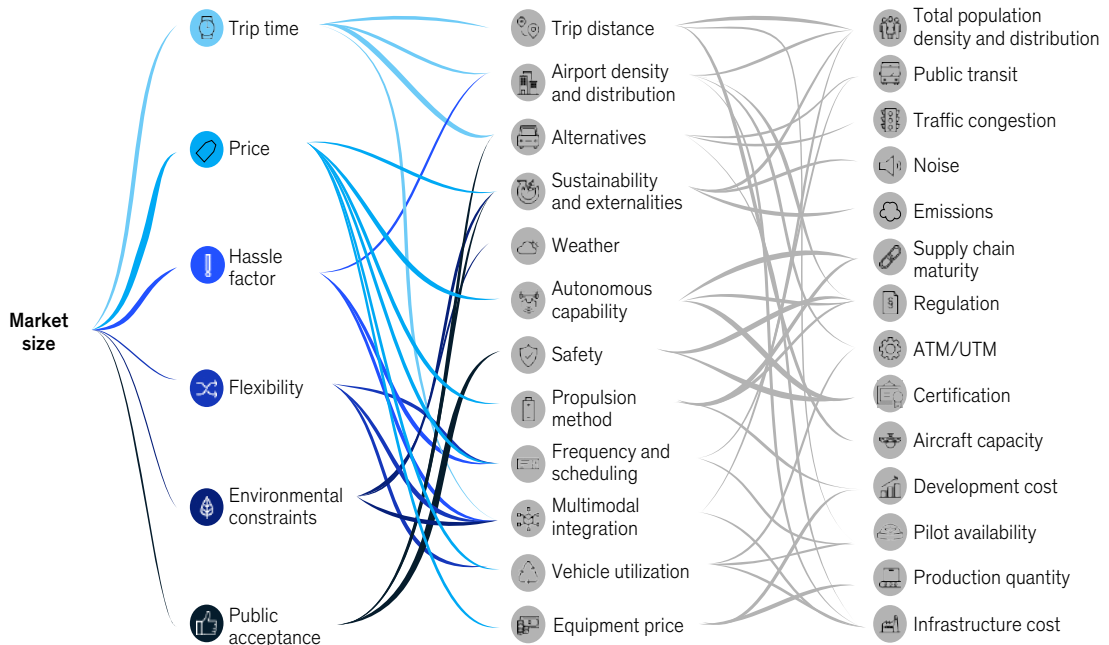 Market
size
Trip time
Price
Hassle
factor
Flexibility
Environmental
constraints
Public
acceptance
Trip distance
Airport density
and distribution
Alternatives
Sustainability
and externalities
Weather
Autonomous
capability
Safety
Propulsion
method
Frequency and
scheduling
Multimodal
integration
Vehicle utilization
Equipment price
Total population
density and distribution
Public transit
Traffic congestion
Noise
Emissions
Supply chain
maturity
§
Regulation
ATM/UTM
Certification
Aircraft capacity
Development cost
Pilot availability
Production quantity
Infrastructure cost